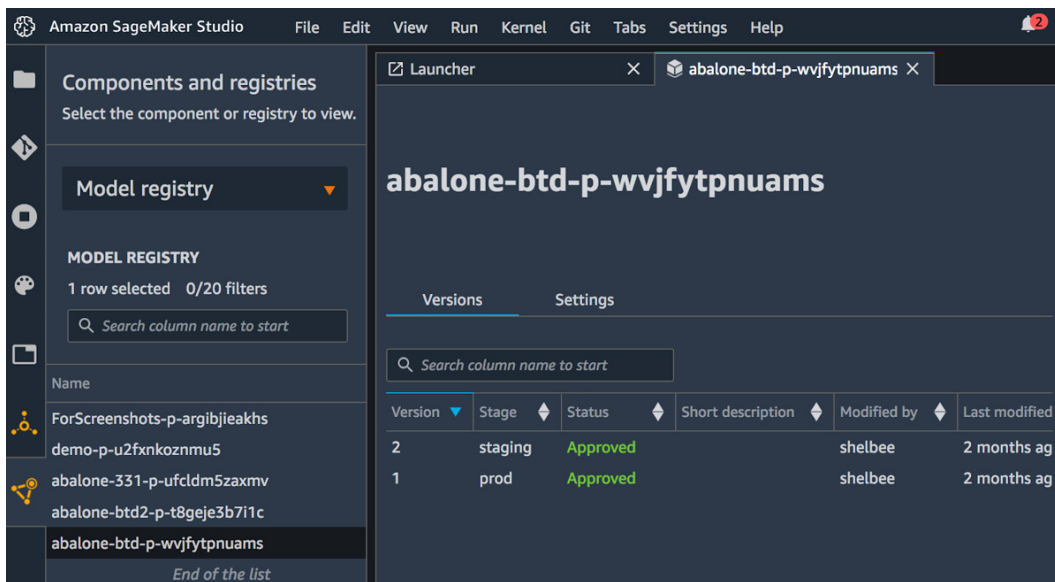 Amazon SageMaker Studio File Edit View Run Kernel Git Tabs Settings Help 2
Components and registries
Select the component or registry to view.
Model registry
MODEL REGISTRY
1 row selected 0/20 filters
Search column name to start
Name
ForScreenshots-p-argibjieakhs
demo-p-u2fxnkoznmu5
abalone-331-p-ufcldm5zaxmv
abalone-btd2-p-t8geje3b7i1c
abalone-btd-p-wvjfytpnuams
End of the list
Launcher abalone-btd-p-wvjfytpnuams
abalone-btd-p-wvjfytpnuams
Versions Settings
Search column name to start
Version Stage Status Short description Modified by Last modified
2 staging Approved shelbee 2 months ag
1 prod Approved shelbee 2 months ag